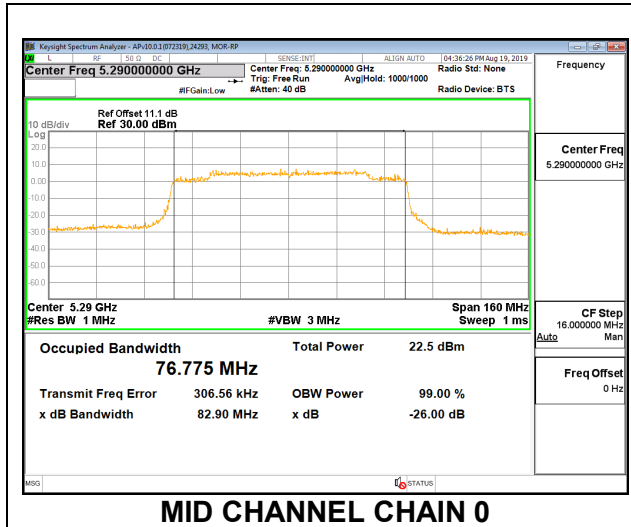 Keysight Spectrum Analyzer - APv10.0.1(072319),24293, MOR-RP
L RF 50 Ω DC SENSE:INT ALIGN AUTO 04:36:26 PM Aug 19, 2019
Center Freq 5.290000000 GHz
Center Freq: 5.290000000 GHz Radio Std: None
Trig: Free Run Avg|Hold: 1000/1000
#IFGain:Low #Atten: 40 dB Radio Device: BTS
Frequency
Ref Offset 11.1 dB
10 dB/div Ref 30.00 dBm
Log
20.0
10.0
0.00
-10.0
-20.0
-30.0
-40.0
-50.0
-60.0
Center 5.29 GHz Span 160 MHz
#Res BW 1 MHz #VBW 3 MHz Sweep 1 ms
Center Freq
5.290000000 GHz
CF Step
16.000000 MHz
Auto Man
Freq Offset
0 Hz
Occupied Bandwidth Total Power 22.5 dBm
76.775 MHz
Transmit Freq Error 306.56 kHz OBW Power 99.00 %
x dB Bandwidth 82.90 MHz x dB -26.00 dB
MSG STATUS
MID CHANNEL CHAIN 0